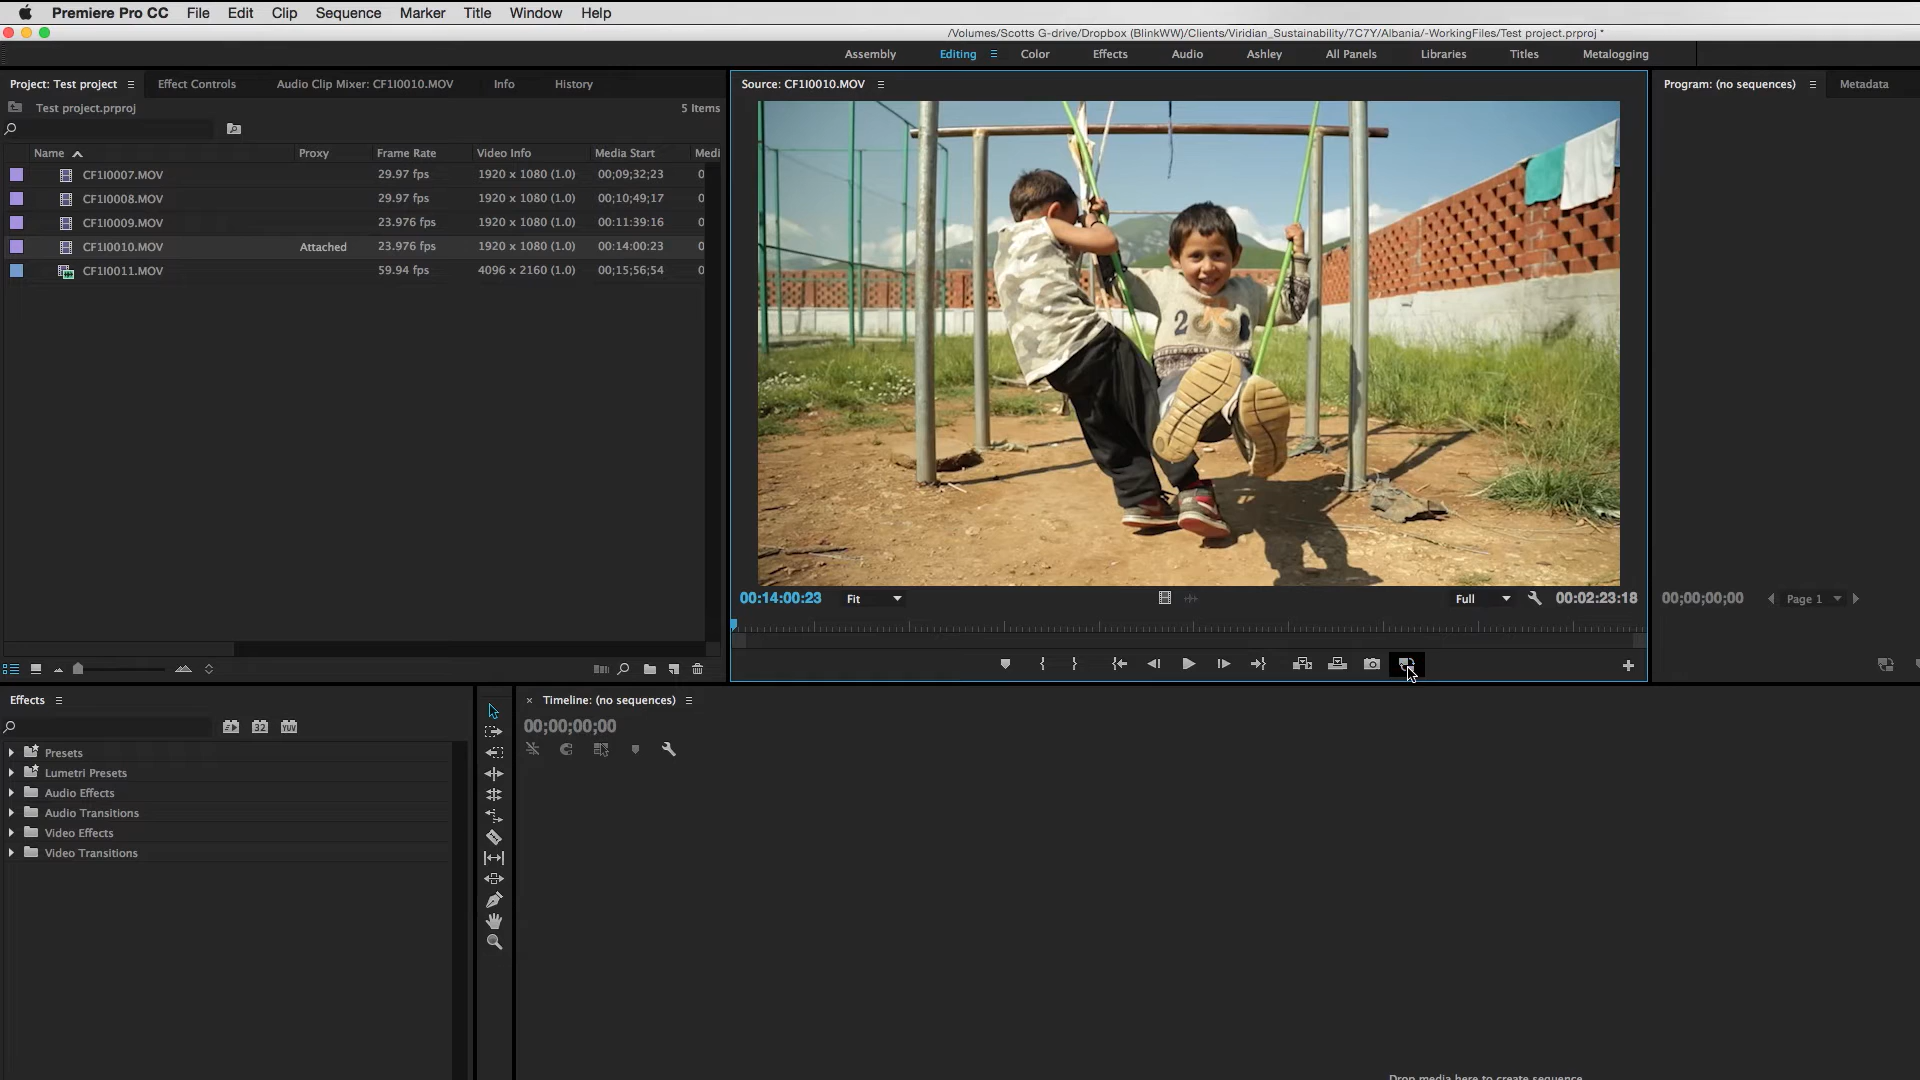 Premiere Pro CC File Edit Clip Sequence Marker Title Window Help
/Volumes/Scotts G-drive/Dropbox (BlinkWW)/Clients/Viridian_Sustainability/7C7Y/Albania/-WorkingFiles/Test project.prproj *
Assembly Editing Color Effects Audio Ashley All Panels Libraries Titles Metalogging
Project: Test project Effect Controls Audio Clip Mixer: CF1I0010.MOV Info History
Source: CF1I0010.MOV
Program: (no sequences) Metadata
Test project.prproj 5 Items
Name Proxy Frame Rate Video Info Media Start Medi
CF1I0007.MOV 29.97 fps 1920 x 1080 (1.0) 00;09;32;23 0
CF1I0008.MOV 29.97 fps 1920 x 1080 (1.0) 00;10;49;17 0
CF1I0009.MOV 23.976 fps 1920 x 1080 (1.0) 00:11:39:16 0
CF1I0010.MOV Attached 23.976 fps 1920 x 1080 (1.0) 00:14:00:23 0
CF1I0011.MOV 59.94 fps 4096 x 2160 (1.0) 00;15;56;54 0
00:14:00:23 Fit Full 00:02:23:18
00;00;00;00 Page 1
Effects
32 YUV
Presets
Lumetri Presets
Audio Effects
Audio Transitions
Video Effects
Video Transitions
Timeline: (no sequences)
00;00;00;00
Drop media here to create sequence.